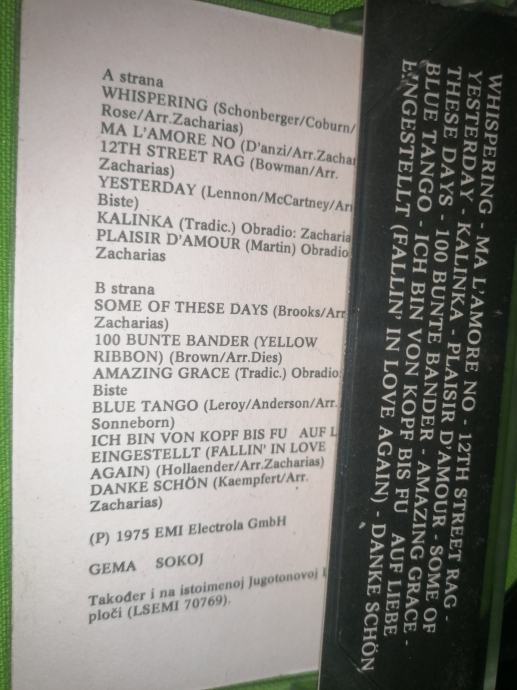 A strana
WHISPERING (Schonberger/Coburn/
Rose/Arr.Zacharias)
MA L'AMORE NO (D'anzi/Arr.Zachar
12TH STREET RAG (Bowman/Arr.
Zacharias)
YESTERDAY (Lennon/McCartney/Arr
Biste)
KALINKA (Tradic.) Obradio: Zacharia
PLAISIR D'AMOUR (Martin) Obradio
Zacharias
B strana
SOME OF THESE DAYS (Brooks/Arr
Zacharias)
100 BUNTE BANDER (YELLOW
RIBBON) (Brown/Arr.Dies)
AMAZING GRACE (Tradic.) Obradio
Biste
BLUE TANGO (Leroy/Anderson/Arr.
Sonneborn)
ICH BIN VON KOPF BIS FU AUF L
EINGESTELLT (FALLIN' IN LOVE
AGAIN) (Hollaender/Arr.Zacharias)
DANKE SCHÖN (Kaempfert/Arr.
Zacharias)
(P) 1975 EMI Electrola GmbH
GEMA SOKOJ
Također i na istoimenoj Jugotonovoj
ploči (LSEMI 70769).
WHISPERING - MA L'AMORE NO - 12TH STREET RAG -
YESTERDAY - KALINKA - PLAISIR D'AMOUR - SOME OF
THESE DAYS - 100 BUNTE BANDER - AMAZING GRACE -
BLUE TANGO - ICH BIN VON KOPF BIS FU AUF LIEBE
EINGESTELLT (FALLIN' IN LOVE AGAIN) - DANKE SCHÖN